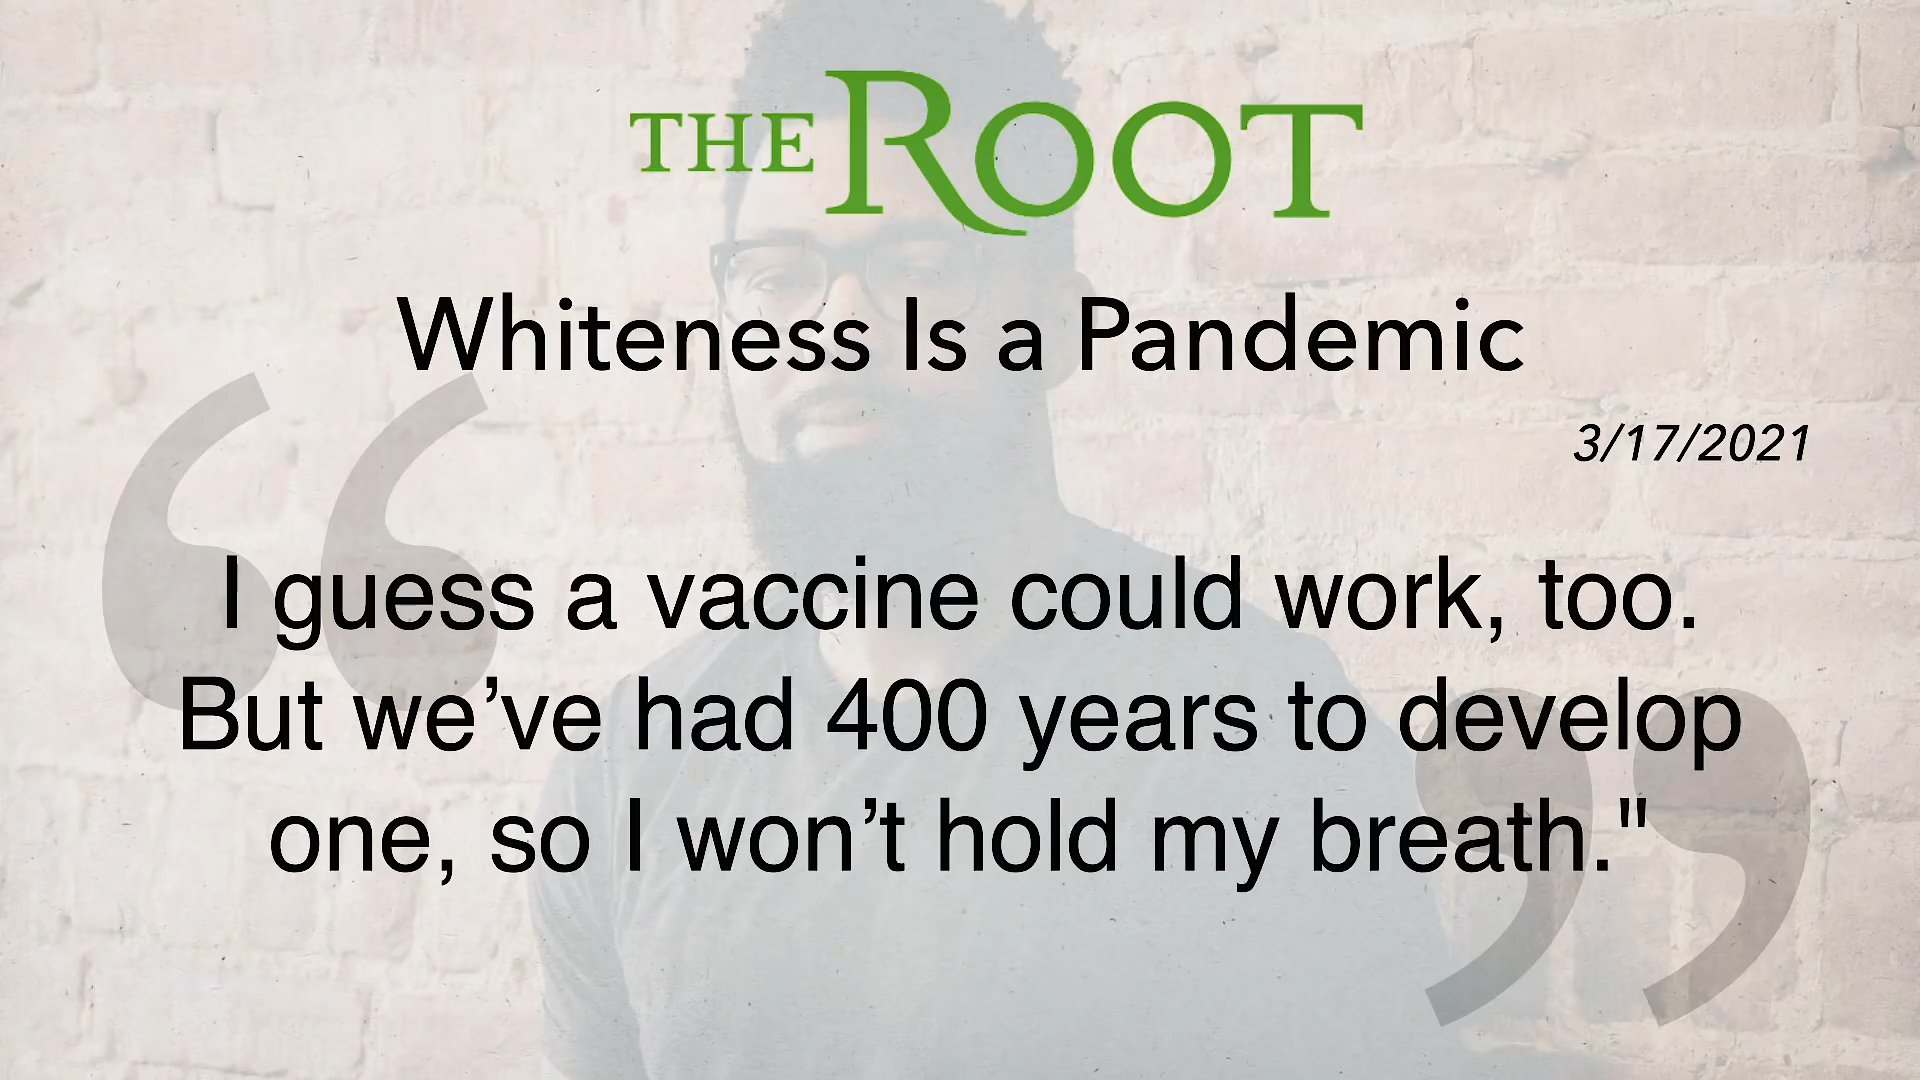 THE ROOT
Whiteness Is a Pandemic
3/17/2021
I guess a vaccine could work, too.
But we’ve had 400 years to develop
one, so I won’t hold my breath."